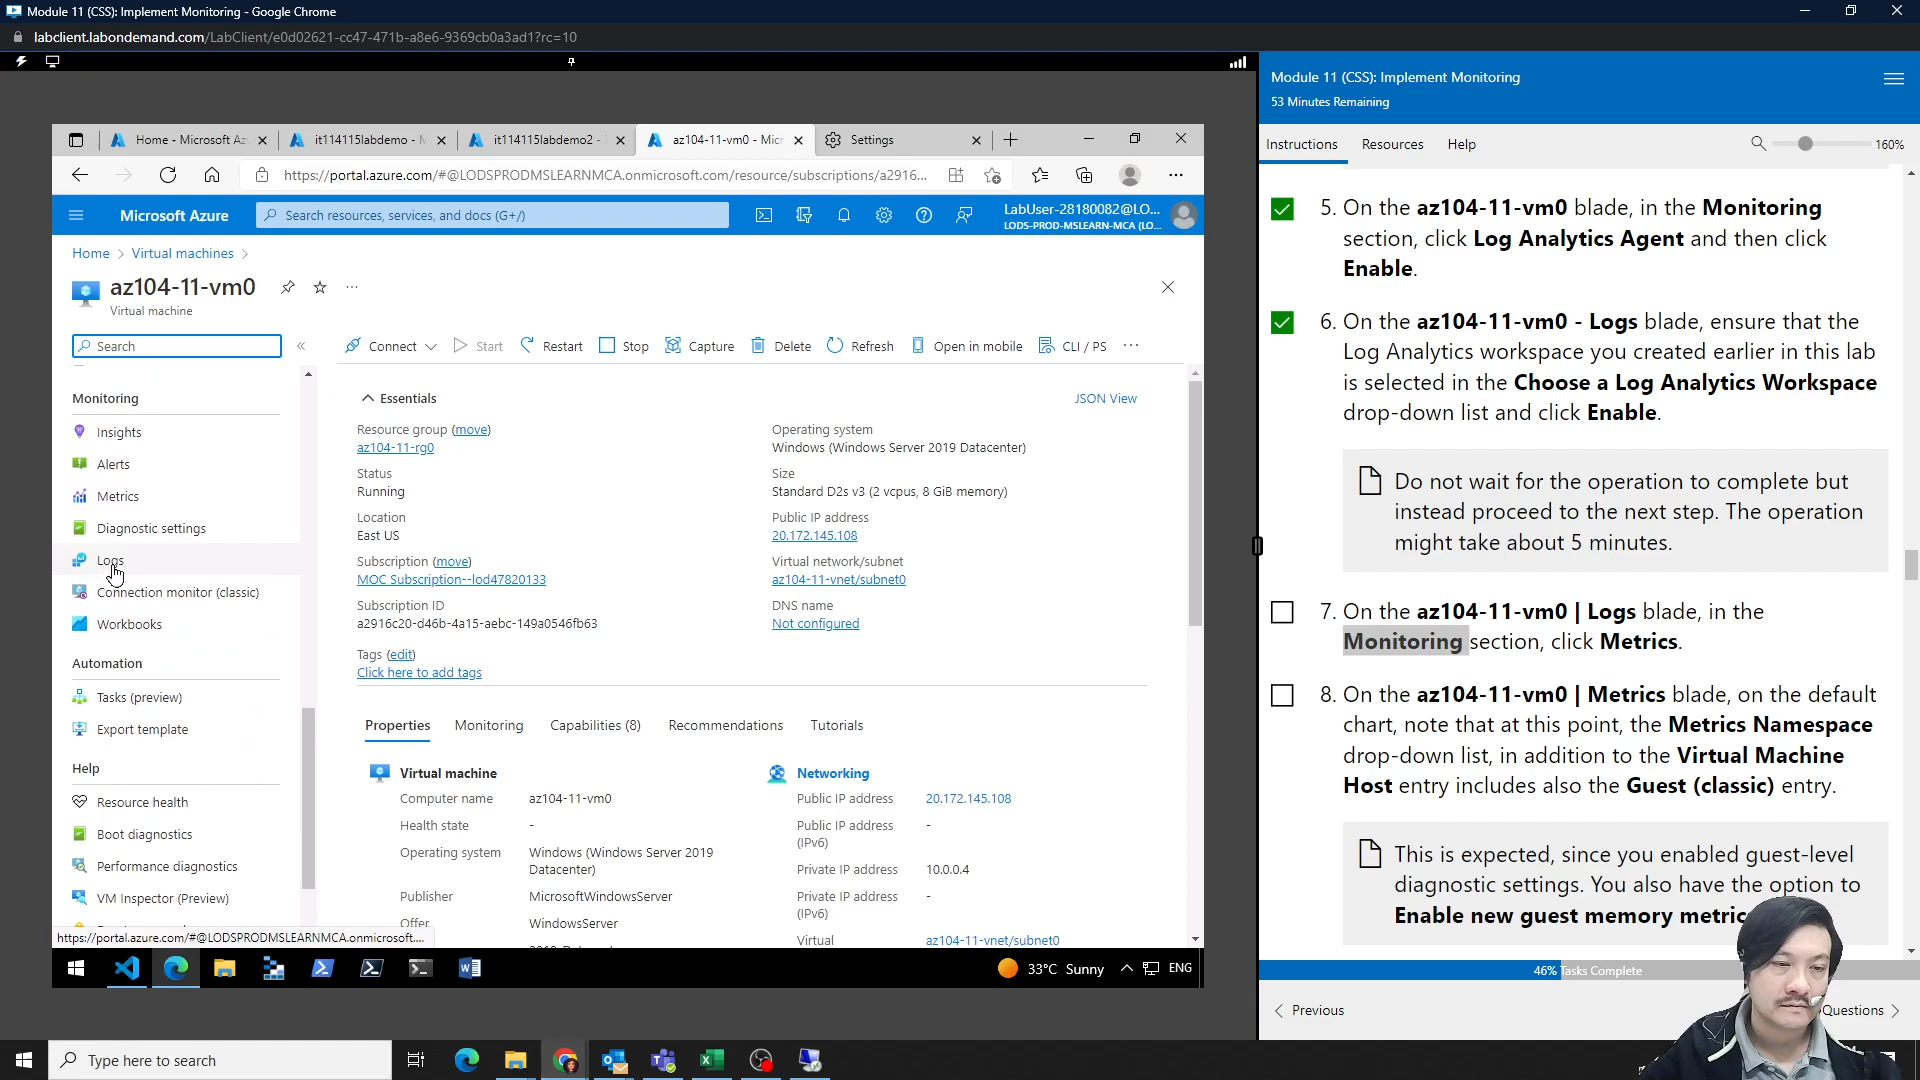 Module 11 (CSS): Implement Monitoring - Google Chrome
labclient.labondemand.com/LabClient/e0d02621-cc47-471b-a8e6-9369cb0a3ad1?rc=10
Module 11 (CSS): Implement Monitoring
53 Minutes Remaining
Instructions Resources Help 160%
Home - Microsoft Az
it114115labdemo - M
it114115labdemo2 -
az104-11-vm0 - Micr
Settings
https://portal.azure.com/#@LODSPRODMSLEARNMCA.onmicrosoft.com/resource/subscriptions/a2916...
Microsoft Azure
Search resources, services, and docs (G+/)
LabUser-28180082@LO...
LODS-PROD-MSLEARN-MCA (LO...
Home > Virtual machines >
az104-11-vm0
Virtual machine
Search
Connect Start Restart Stop Capture Delete Refresh Open in mobile CLI / PS
Monitoring
Insights
Alerts
Metrics
Diagnostic settings
Logs
Connection monitor (classic)
Workbooks
Automation
Tasks (preview)
Export template
Help
Resource health
Boot diagnostics
Performance diagnostics
VM Inspector (Preview)
https://portal.azure.com/#@LODSPRODMSLEARNMCA.onmicrosoft....
Essentials
JSON View
Resource group (move)
az104-11-rg0
Status
Running
Location
East US
Subscription (move)
MOC Subscription--lod47820133
Subscription ID
a2916c20-d46b-4a15-aebc-149a0546fb63
Tags (edit)
Click here to add tags
Operating system
Windows (Windows Server 2019 Datacenter)
Size
Standard D2s v3 (2 vcpus, 8 GiB memory)
Public IP address
20.172.145.108
Virtual network/subnet
az104-11-vnet/subnet0
DNS name
Not configured
Properties Monitoring Capabilities (8) Recommendations Tutorials
Virtual machine
Computer name az104-11-vm0
Health state -
Operating system Windows (Windows Server 2019
Datacenter)
Publisher MicrosoftWindowsServer
Offer WindowsServer
Networking
Public IP address 20.172.145.108
Public IP address -
(IPv6)
Private IP address 10.0.0.4
Private IP address -
(IPv6)
Virtual az104-11-vnet/subnet0
33°C Sunny
ENG
5. On the az104-11-vm0 blade, in the Monitoring
section, click Log Analytics Agent and then click
Enable.
6. On the az104-11-vm0 - Logs blade, ensure that the
Log Analytics workspace you created earlier in this lab
is selected in the Choose a Log Analytics Workspace
drop-down list and click Enable.
Do not wait for the operation to complete but
instead proceed to the next step. The operation
might take about 5 minutes.
7. On the az104-11-vm0 | Logs blade, in the
Monitoring section, click Metrics.
8. On the az104-11-vm0 | Metrics blade, on the default
chart, note that at this point, the Metrics Namespace
drop-down list, in addition to the Virtual Machine
Host entry includes also the Guest (classic) entry.
This is expected, since you enabled guest-level
diagnostic settings. You also have the option to
Enable new guest memory metric
46% Tasks Complete
Previous
Questions
Type here to search